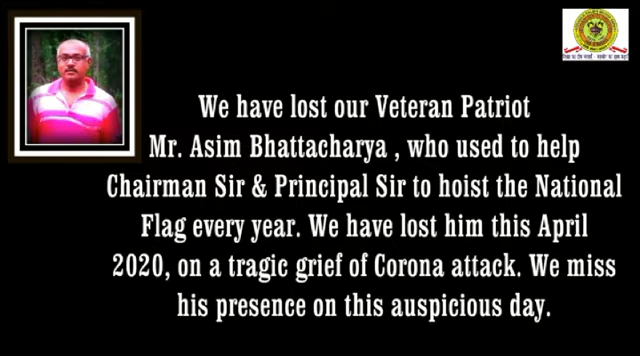 We have lost our Veteran Patriot
Mr. Asim Bhattacharya , who used to help
Chairman Sir & Principal Sir to hoist the National
Flag every year. We have lost him this April
2020, on a tragic grief of Corona attack. We miss
his presence on this auspicious day.